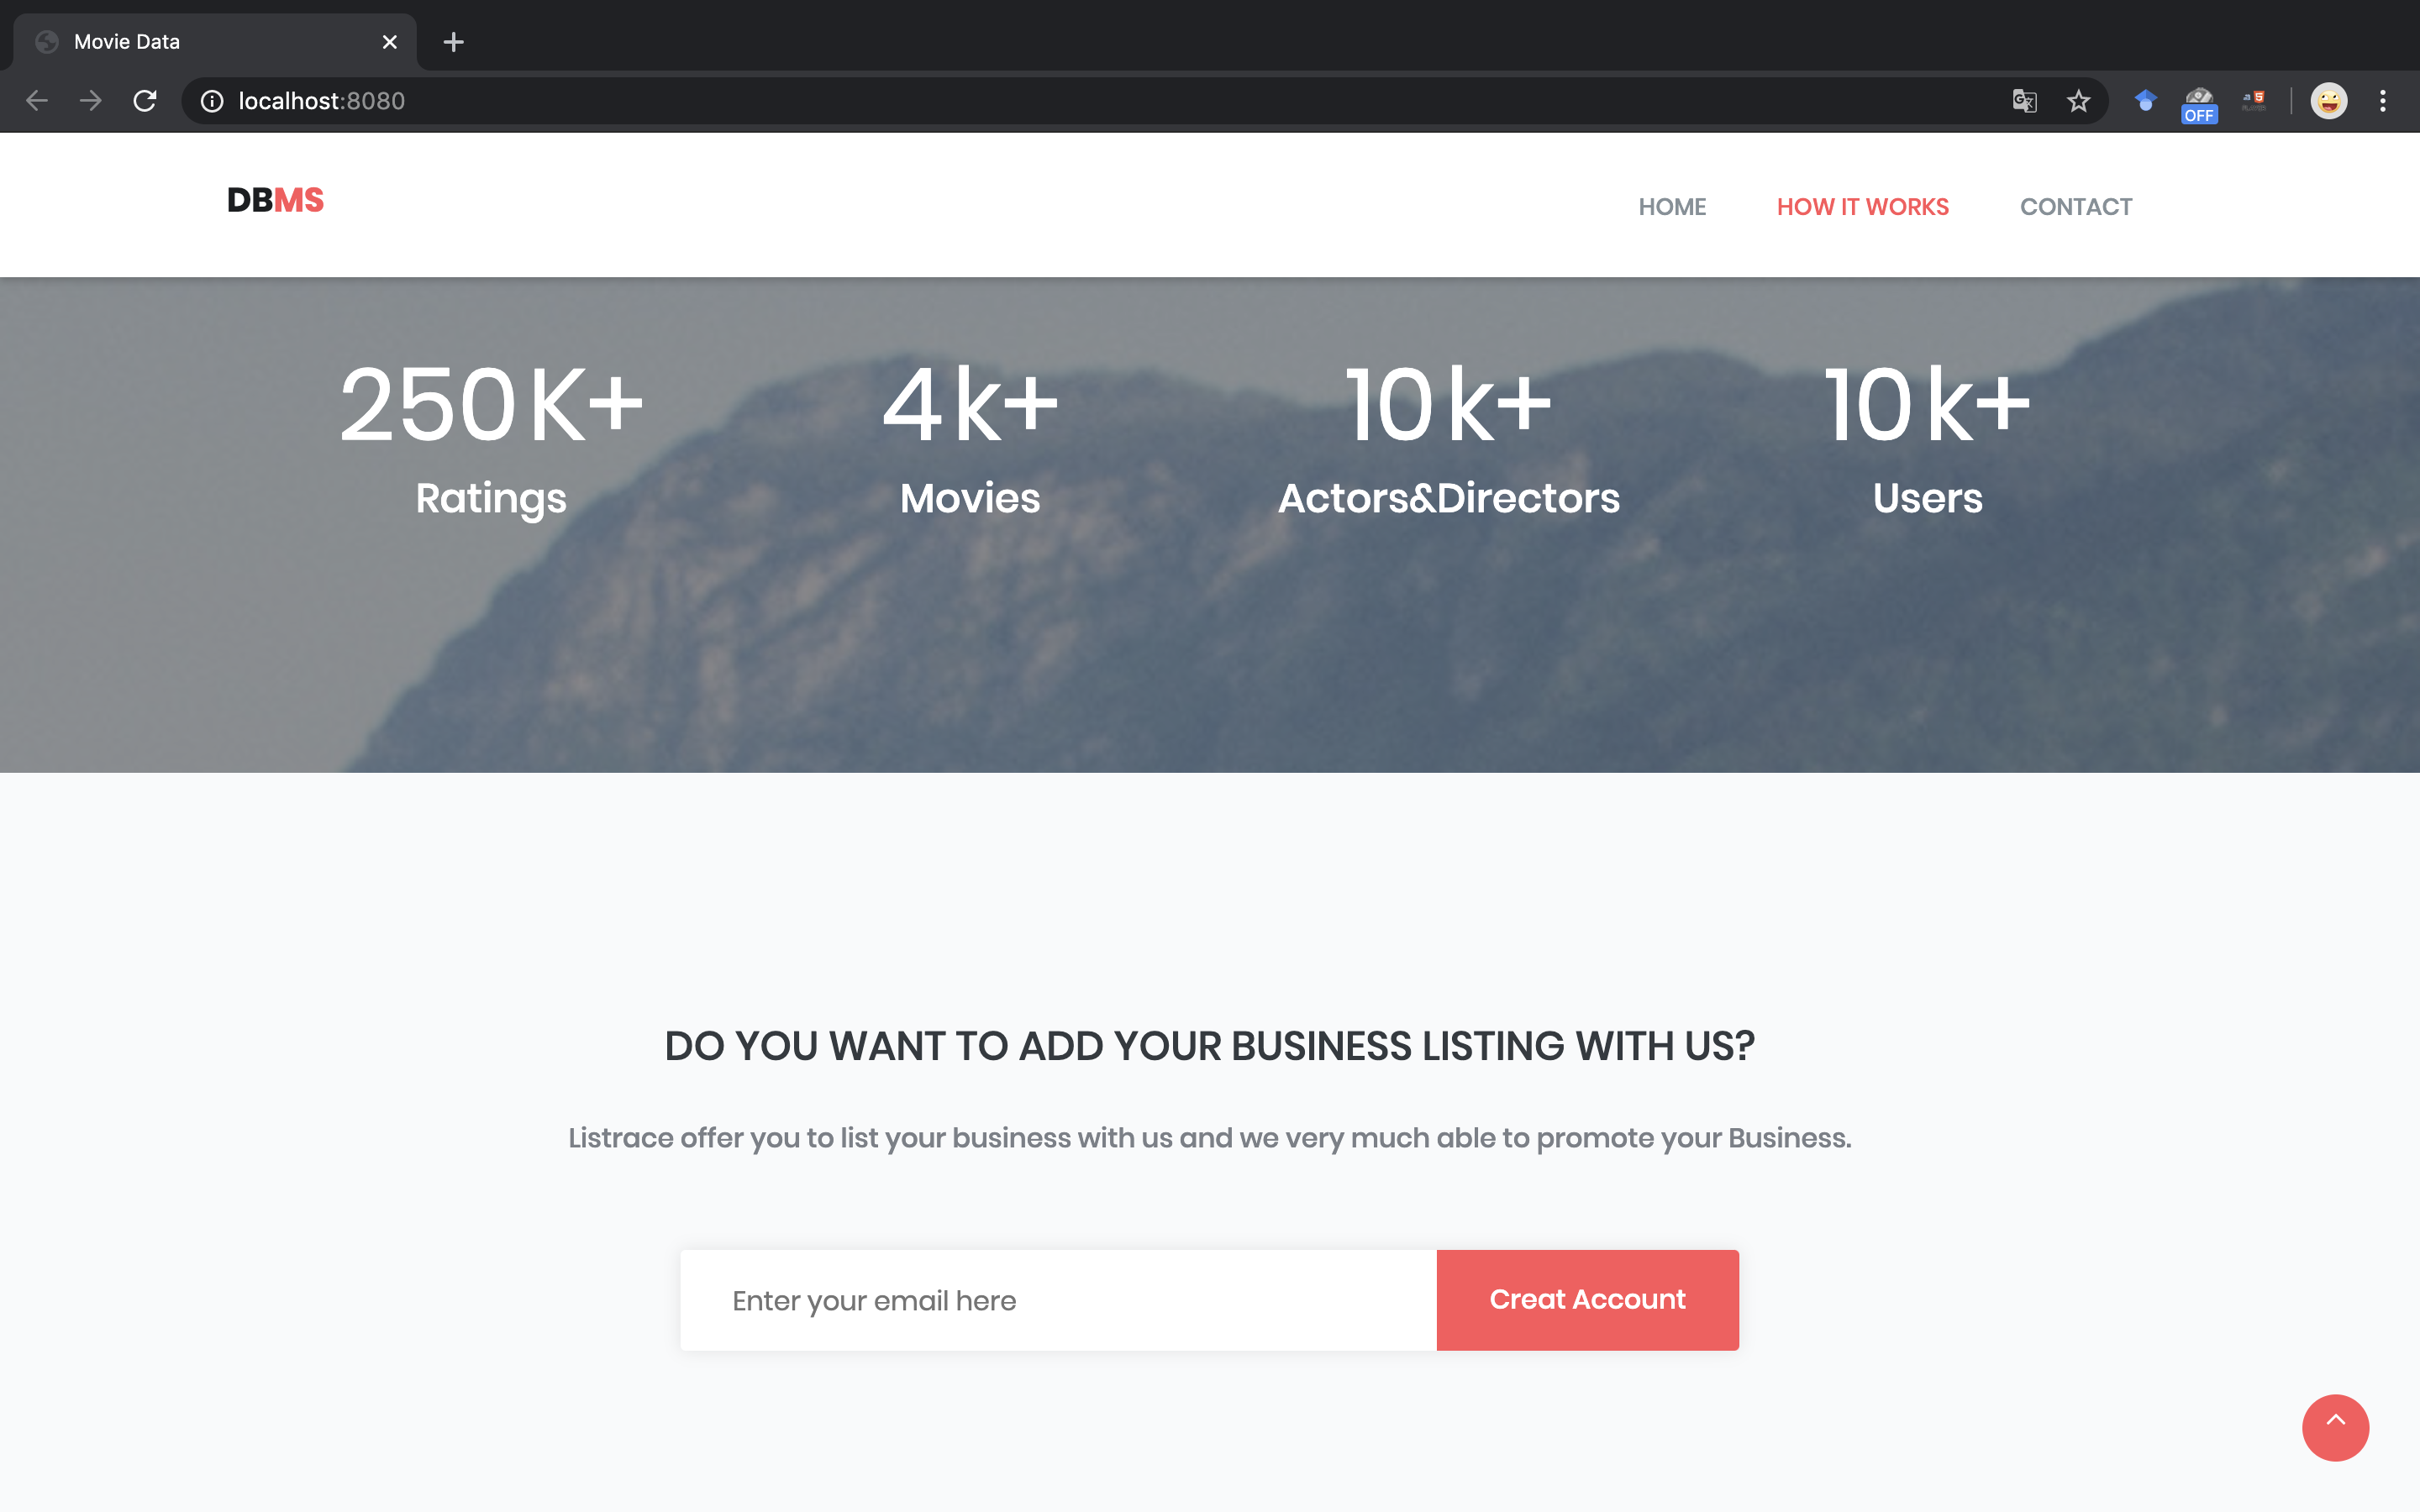 Movie Data
localhost:8080
OFF
DBMS
HOME HOW IT WORKS CONTACT
250K+ 4k+ 10k+ 10k+
Ratings Movies Actors&Directors Users
DO YOU WANT TO ADD YOUR BUSINESS LISTING WITH US?
Listrace offer you to list your business with us and we very much able to promote your Business.
Enter your email here Creat Account